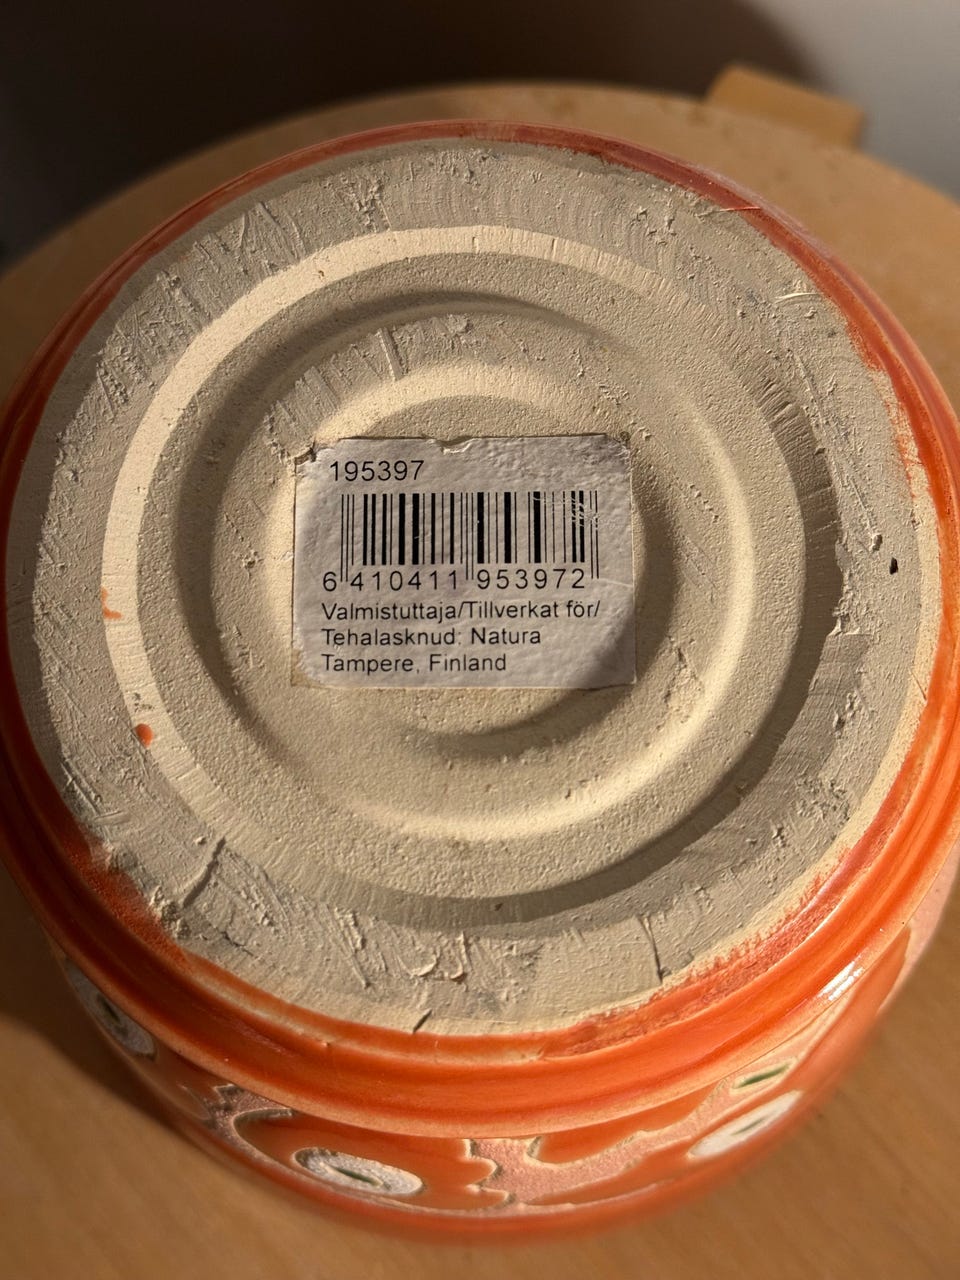 195397
6 410411 953972
Valmistuttaja/Tillverkat för/
Tehalasknud: Natura
Tampere, Finland